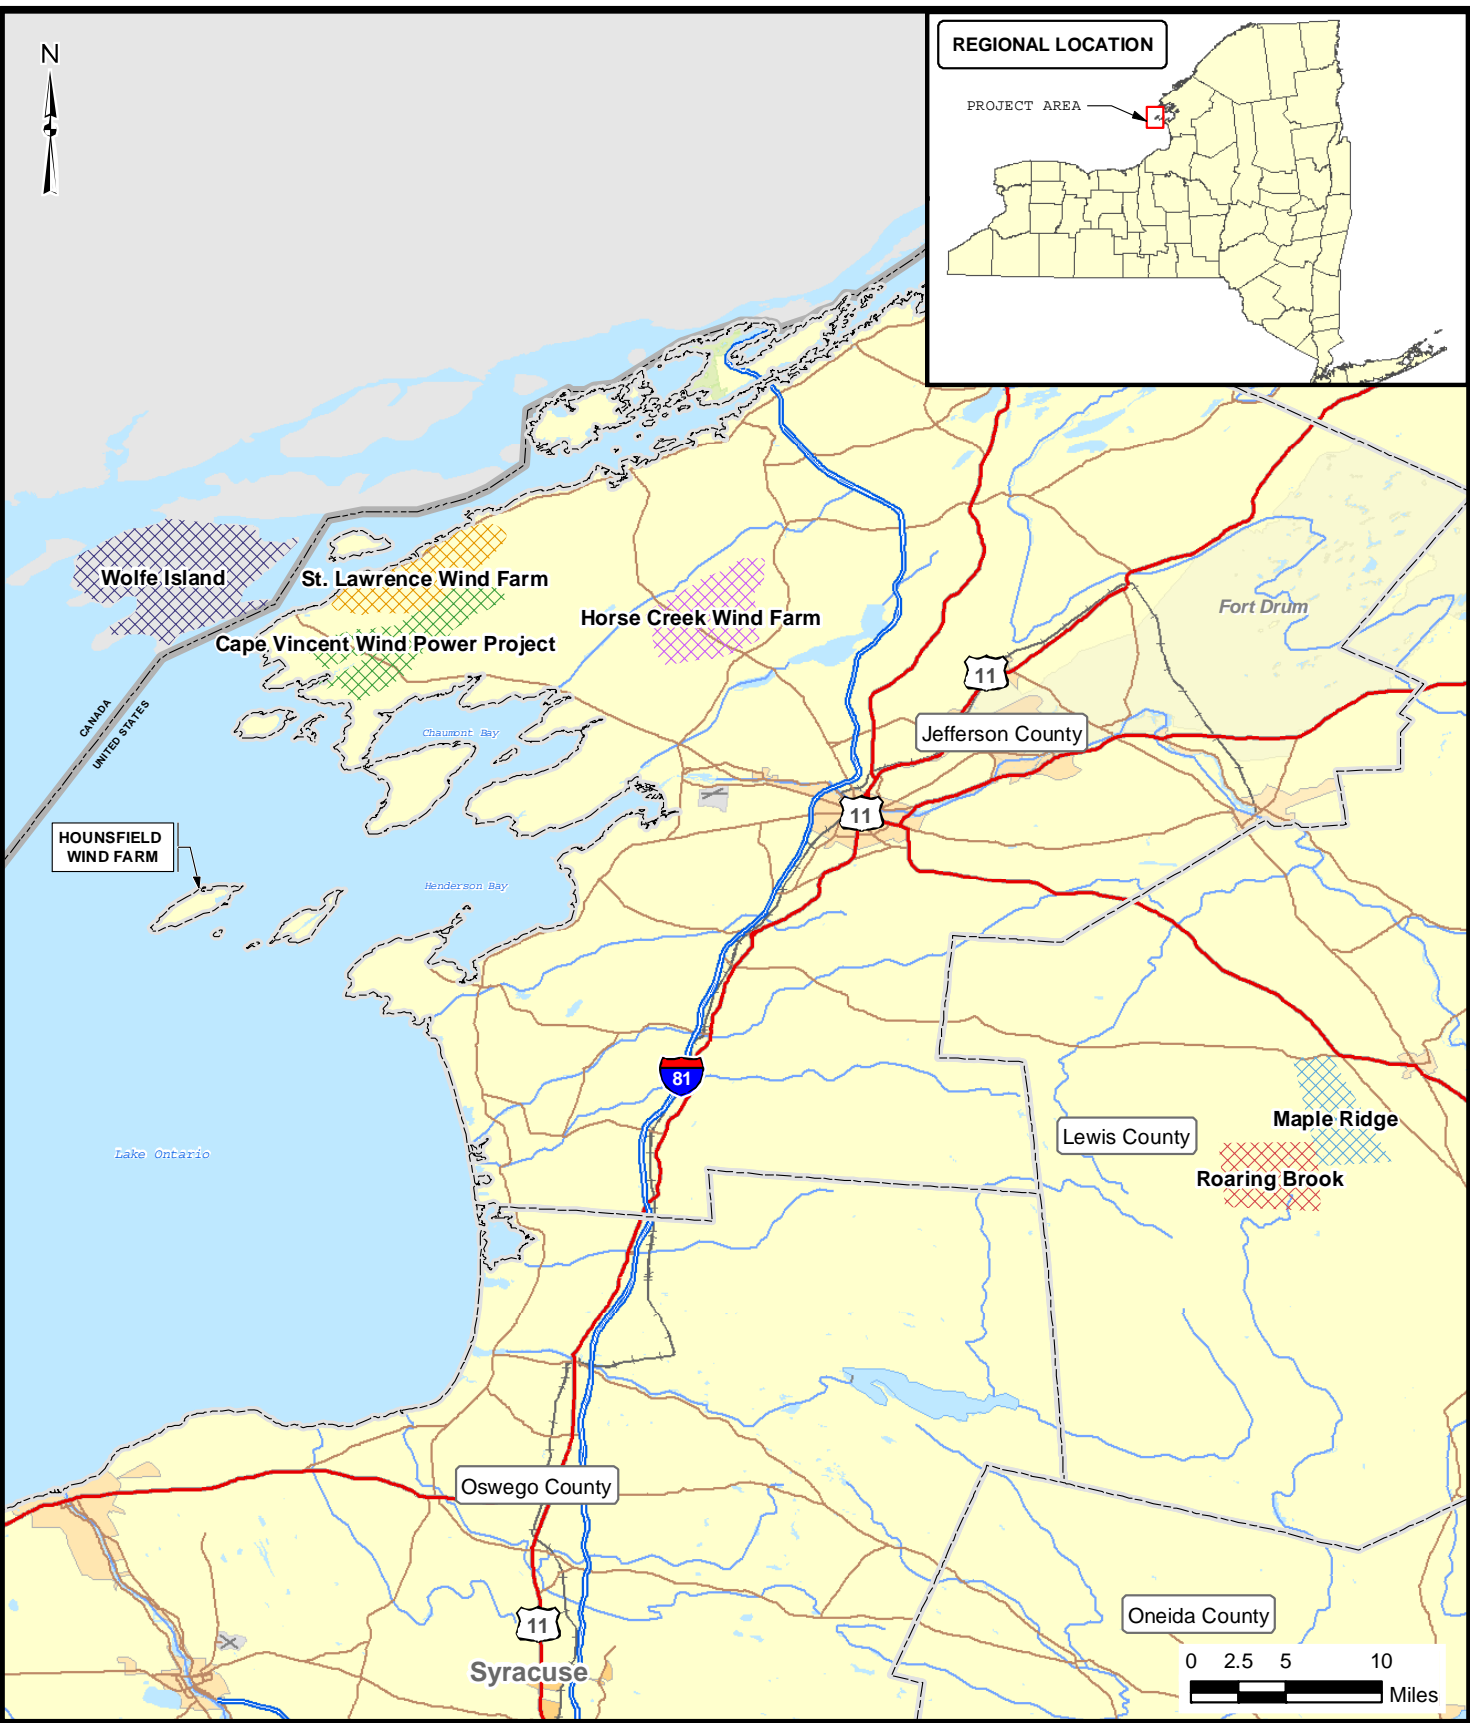 N
REGIONAL LOCATION
PROJECT AREA
Wolfe Island
St. Lawrence Wind Farm
Horse Creek Wind Farm
Fort Drum
Cape Vincent Wind Power Project
11
CANADA
UNITED STATES
Chaumont Bay
Jefferson County
11
HOUNSFIELD
WIND FARM
Henderson Bay
81
Maple Ridge
Lewis County
Lake Ontario
Roaring Brook
Oswego County
11
Oneida County
Syracuse
0 2.5 5 10
Miles